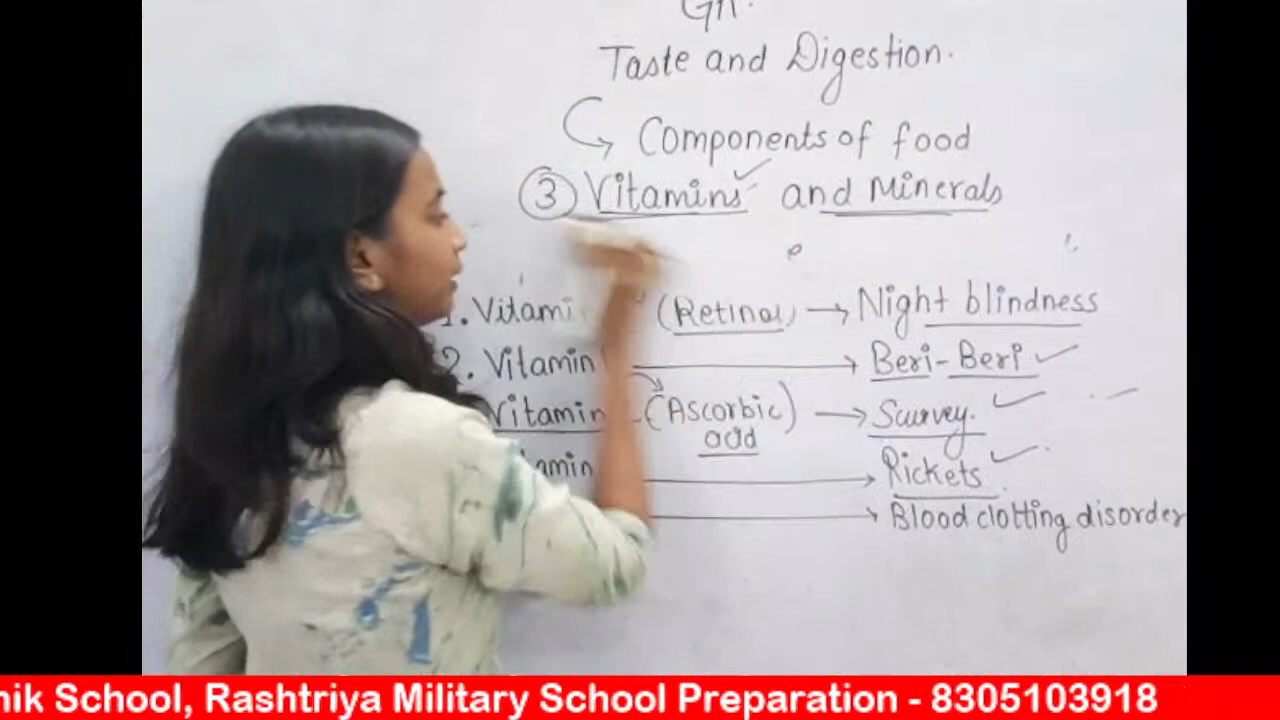 Gk.
Taste and Digestion.
Components of food
3 Vitamins and Minerals
1. Vitami (Retinol) Night blindness
2. Vitamin Beri-Beri
Vitamin (Ascorbic acid) Scurvey.
amin Rickets
Blood clotting disorder
nik School, Rashtriya Military School Preparation - 8305103918